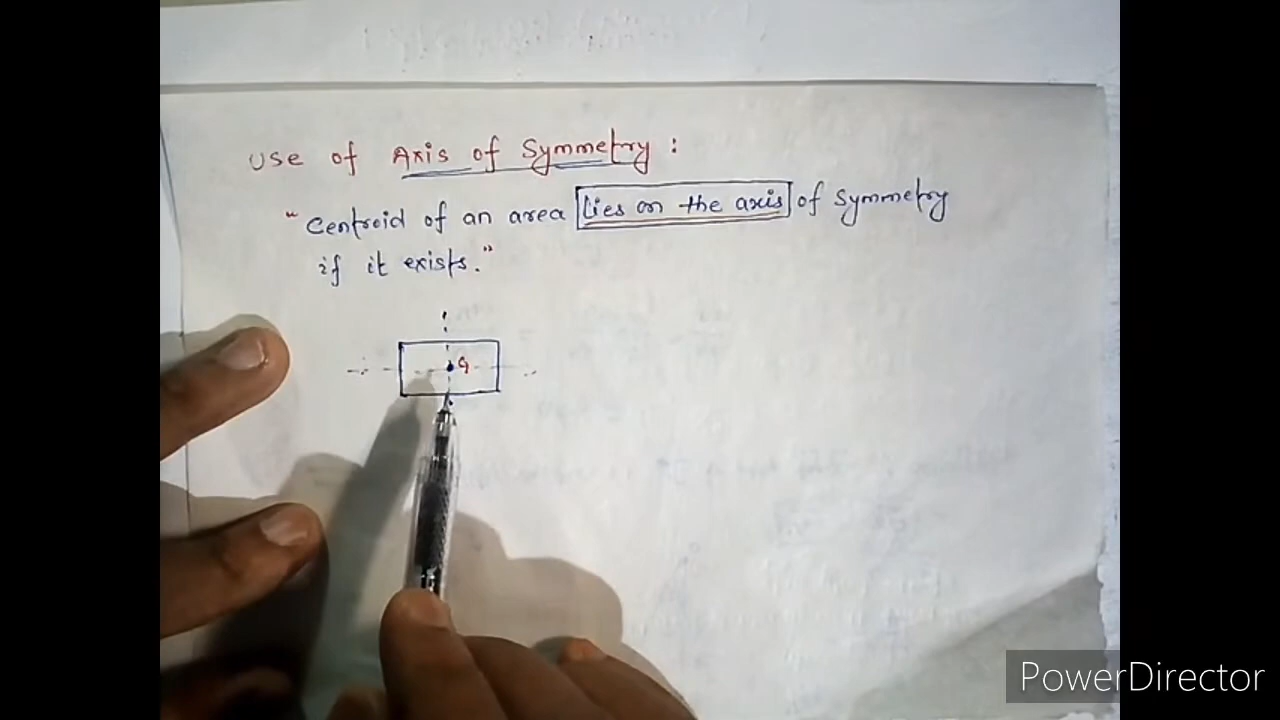 USE of Axis of Symmetry :
"Centroid of an area lies on the axis of symmetry
if it exists."
G
PowerDirector